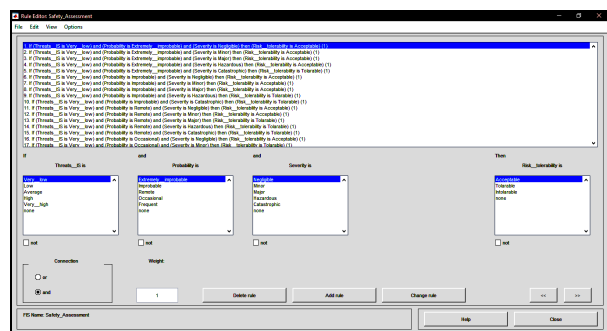 Rule Editor: Safety_Assessment
File Edit View Options
1. If (Threats__IS is Very__low) and (Probability is Extremely__improbable) and (Severity is Negligible) then (Risk__tolerability is Acceptable) (1)
2. If (Threats__IS is Very__low) and (Probability is Extremely__improbable) and (Severity is Minor) then (Risk__tolerability is Acceptable) (1)
3. If (Threats__IS is Very__low) and (Probability is Extremely__improbable) and (Severity is Major) then (Risk__tolerability is Acceptable) (1)
4. If (Threats__IS is Very__low) and (Probability is Extremely__improbable) and (Severity is Hazardous) then (Risk__tolerability is Acceptable) (1)
5. If (Threats__IS is Very__low) and (Probability is Extremely__improbable) and (Severity is Catastrophic) then (Risk__tolerability is Tolarable) (1)
6. If (Threats__IS is Very__low) and (Probability is Improbable) and (Severity is Negligible) then (Risk__tolerability is Acceptable) (1)
7. If (Threats__IS is Very__low) and (Probability is Improbable) and (Severity is Minor) then (Risk__tolerability is Acceptable) (1)
8. If (Threats__IS is Very__low) and (Probability is Improbable) and (Severity is Major) then (Risk__tolerability is Acceptable) (1)
9. If (Threats__IS is Very__low) and (Probability is Improbable) and (Severity is Hazardous) then (Risk__tolerability is Tolarable) (1)
10. If (Threats__IS is Very__low) and (Probability is Improbable) and (Severity is Catastrophic) then (Risk__tolerability is Tolarable) (1)
11. If (Threats__IS is Very__low) and (Probability is Remote) and (Severity is Negligible) then (Risk__tolerability is Acceptable) (1)
12. If (Threats__IS is Very__low) and (Probability is Remote) and (Severity is Minor) then (Risk__tolerability is Acceptable) (1)
13. If (Threats__IS is Very__low) and (Probability is Remote) and (Severity is Major) then (Risk__tolerability is Tolarable) (1)
14. If (Threats__IS is Very__low) and (Probability is Remote) and (Severity is Hazardous) then (Risk__tolerability is Tolarable) (1)
15. If (Threats__IS is Very__low) and (Probability is Remote) and (Severity is Catastrophic) then (Risk__tolerability is Tolarable) (1)
16. If (Threats__IS is Very__low) and (Probability is Occasional) and (Severity is Negligible) then (Risk__tolerability is Acceptable) (1)
17. If (Threats__IS is Very__low) and (Probability is Occasional) and (Severity is Minor) then (Risk__tolerability is Tolarable) (1)
If and and Then
Threats__IS is Probability is Severity is Risk__tolerability is
Very__low Extremely__improbable Negligible Acceptable
Low Improbable Minor Tolarable
Average Remote Major Intolarable
High Occasional Hazardous none
Very__high Frequent Catastrophic
none none none
not not not not
Connection Weight:
or
and 1 Delete rule Add rule Change rule << >>
FIS Name: Safety_Assessment Help Close